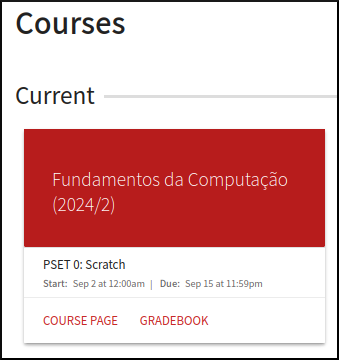 Courses
Current
Fundamentos da Computação
(2024/2)
PSET 0: Scratch
Start: Sep 2 at 12:00am | Due: Sep 15 at 11:59pm
COURSE PAGE GRADEBOOK